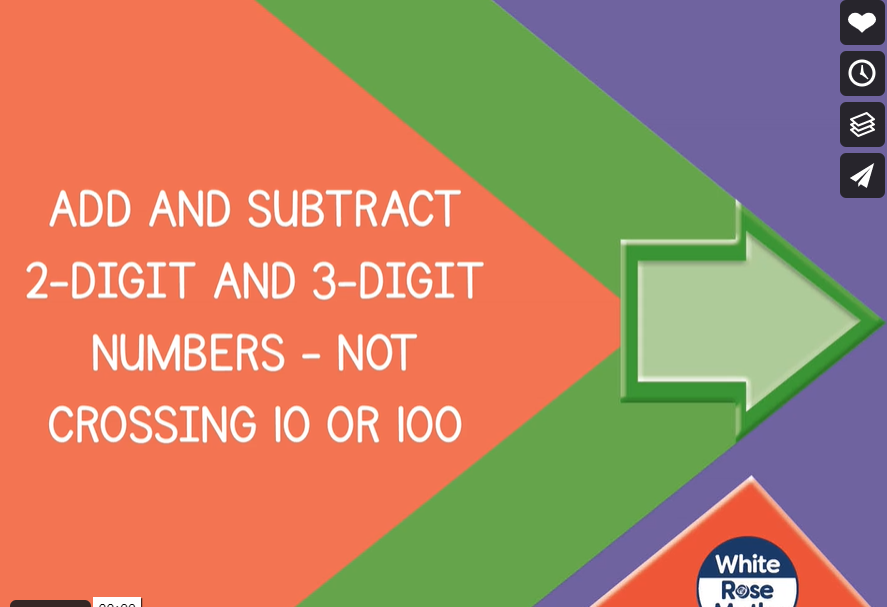 ADD AND SUBTRACT
2-DIGIT AND 3-DIGIT
NUMBERS - NOT
CROSSING 10 OR 100
White
Rose